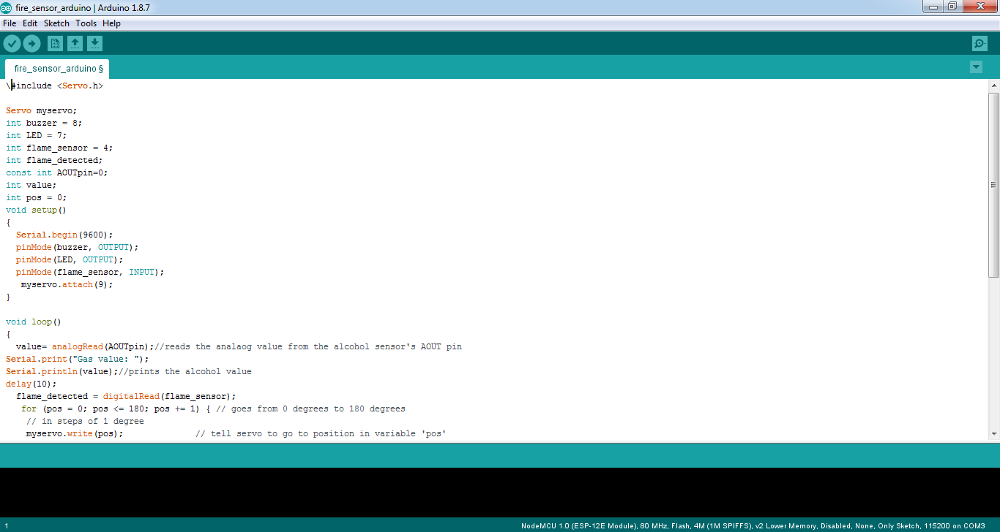 fire_sensor_arduino | Arduino 1.8.7
File Edit Sketch Tools Help
fire_sensor_arduino §
\#include <Servo.h>
Servo myservo;
int buzzer = 8;
int LED = 7;
int flame_sensor = 4;
int flame_detected;
const int AOUTpin=0;
int value;
int pos = 0;
void setup()
{
Serial.begin(9600);
pinMode(buzzer, OUTPUT);
pinMode(LED, OUTPUT);
pinMode(flame_sensor, INPUT);
myservo.attach(9);
}
void loop()
{
value= analogRead(AOUTpin);//reads the analaog value from the alcohol sensor's AOUT pin
Serial.print("Gas value: ");
Serial.println(value);//prints the alcohol value
delay(10);
flame_detected = digitalRead(flame_sensor);
for (pos = 0; pos <= 180; pos += 1) { // goes from 0 degrees to 180 degrees
// in steps of 1 degree
myservo.write(pos); // tell servo to go to position in variable 'pos'
1 NodeMCU 1.0 (ESP-12E Module), 80 MHz, Flash, 4M (1M SPIFFS), v2 Lower Memory, Disabled, None, Only Sketch, 115200 on COM3